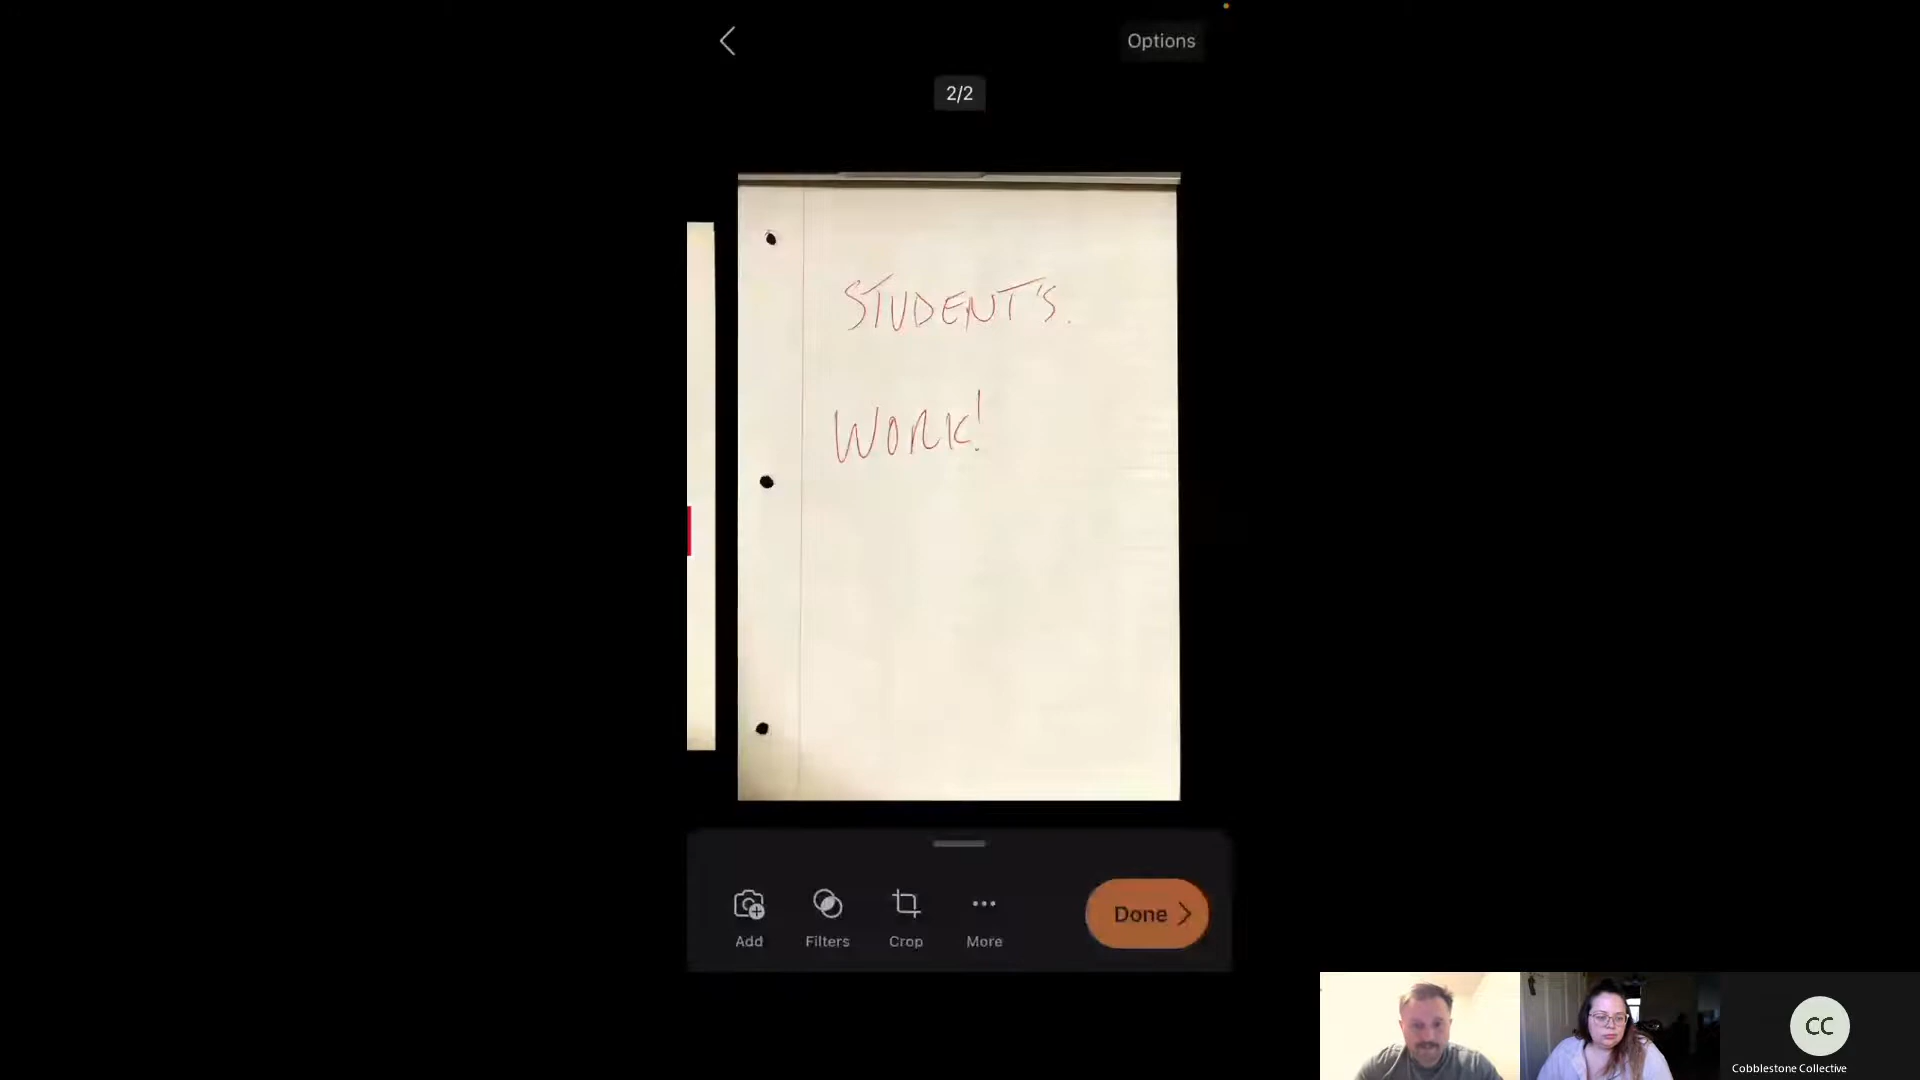 Options
2/2
STUDENT'S.
WORK!
Add
Filters
Crop
More
Done
CC
Cobblestone Collective